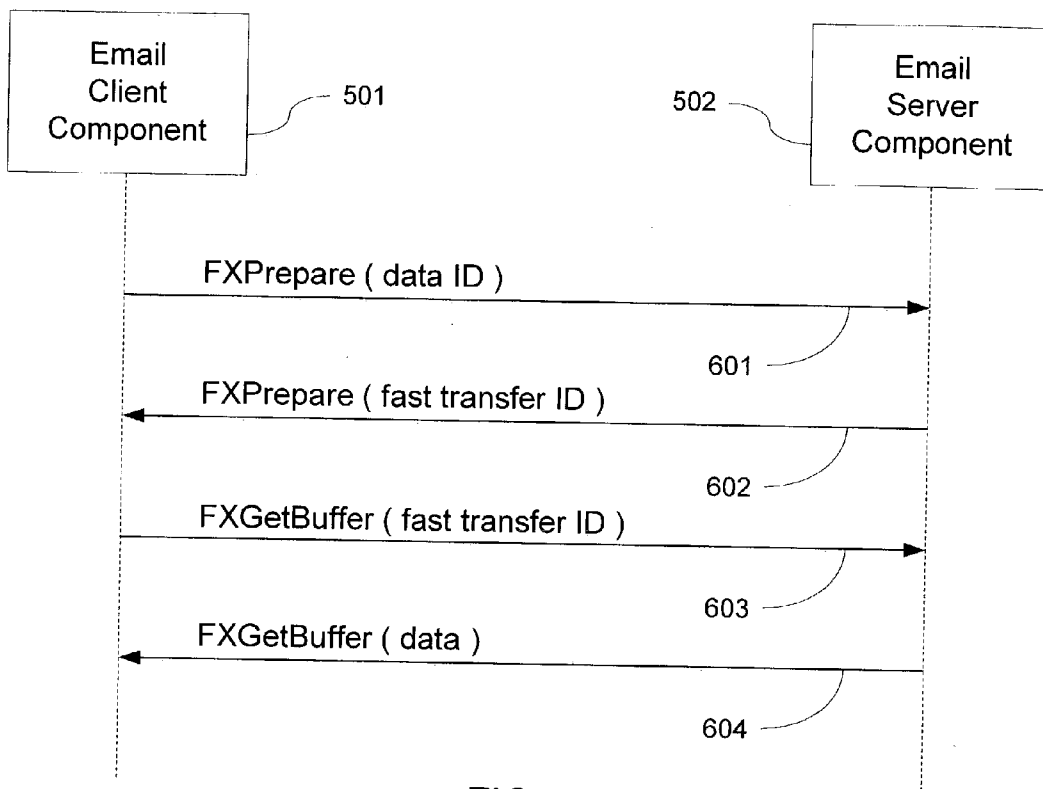 Email
Client
Component
501
Email
Server
Component
502
FXPrepare ( data ID )
601
FXPrepare ( fast transfer ID )
602
FXGetBuffer ( fast transfer ID )
603
FXGetBuffer ( data )
604